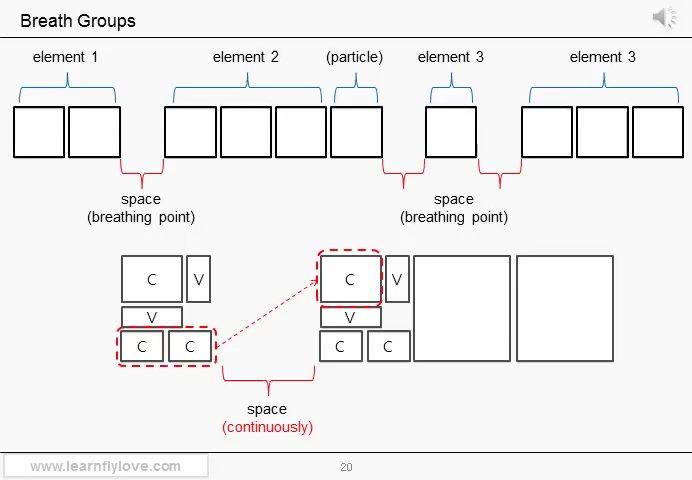 Breath Groups
element 1
element 2
(particle)
element 3
element 3
space
(breathing point)
space
(breathing point)
C
V
V
C
C
C
V
V
C
C
space
(continuously)
www.learnflylove.com
20